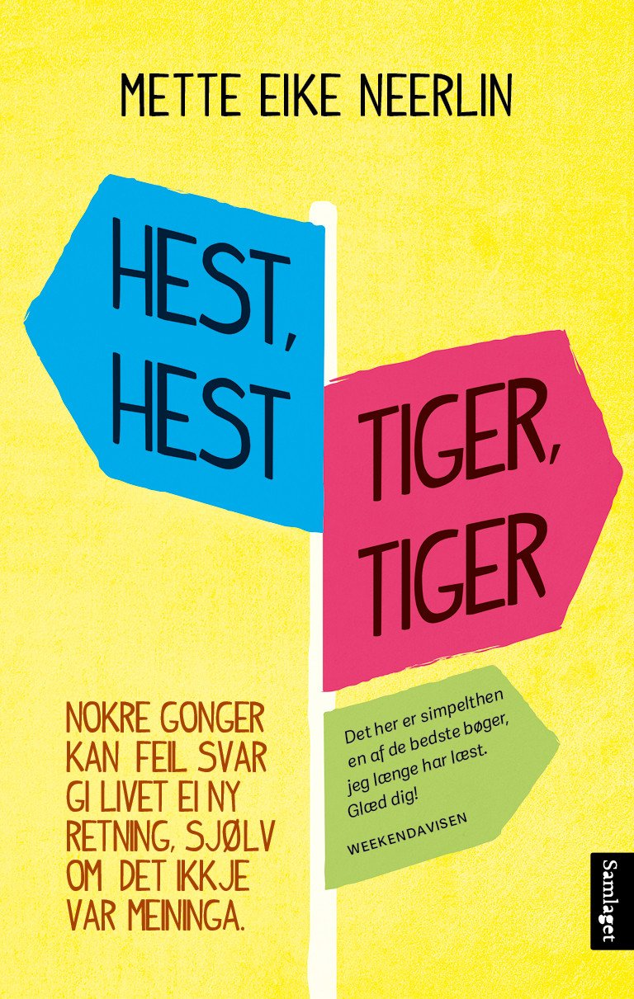 METTE EIKE NEERLIN
HEST,
HEST
TIGER,
TIGER
NOKRE GONGER
KAN FEIL SVAR
GI LIVET EI NY
RETNING, SJØLV
OM DET IKKJE
VAR MEININGA.
Det her er simpelthen
en af de bedste bøger,
jeg længe har læst.
Glæd dig!
WEEKENDAVISEN
Samlaget